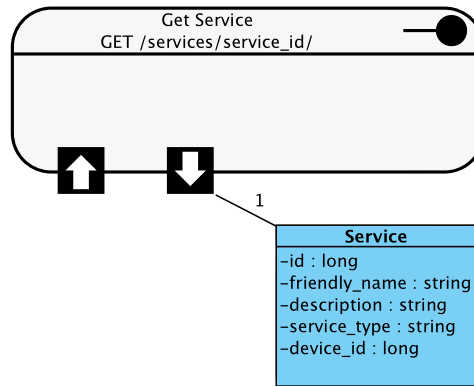 Get Service
GET /services/service_id/
1
Service
-id : long
-friendly_name : string
-description : string
-service_type : string
-device_id : long